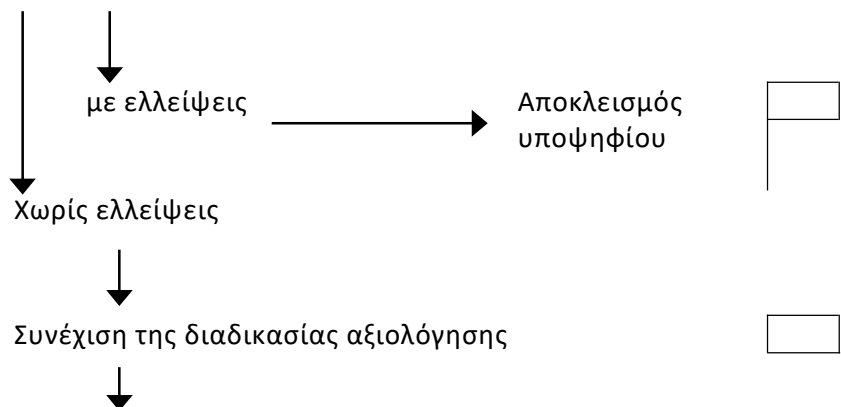 με ελλείψεις
Αποκλεισμός
υποψηφίου
Χωρίς ελλείψεις
Συνέχιση της διαδικασίας αξιολόγησης